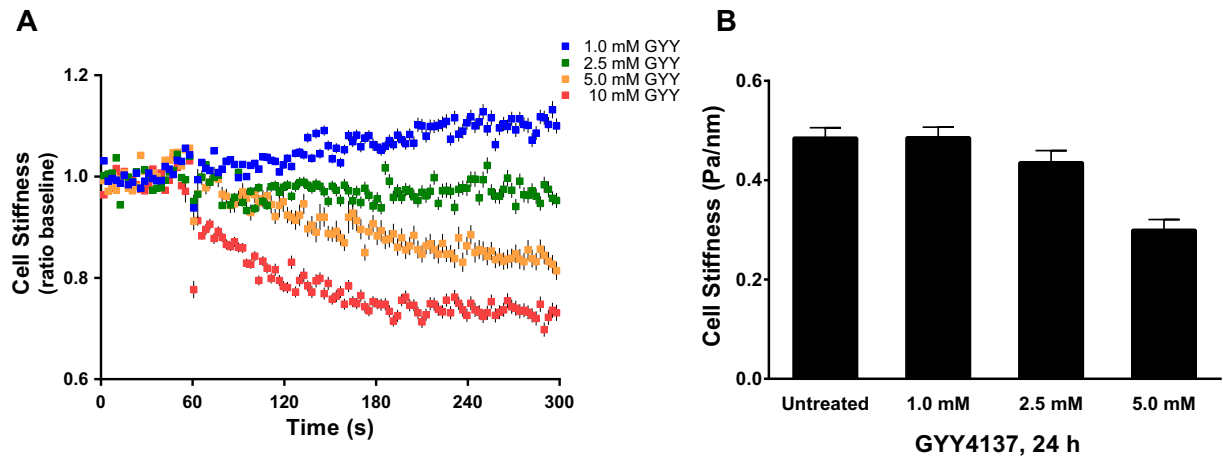 A
1.0 mM GYY
2.5 mM GYY
5.0 mM GYY
10 mM GYY
1.2
1.0
0.8
0.6
Cell Stiffness
(ratio baseline)
0 60 120 180 240 300
Time (s)
B
0.6
0.4
0.2
0.0
Cell Stiffness (Pa/nm)
Untreated 1.0 mM 2.5 mM 5.0 mM
GYY4137, 24 h